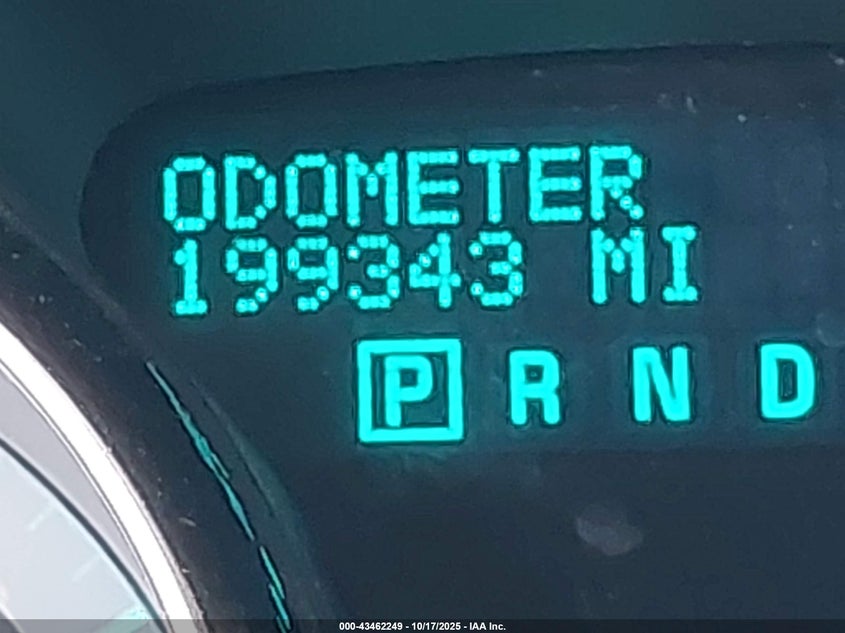 ODOMETER
199343 MI
P R N D
000-43462249 - 10/17/2025 - IAA Inc.